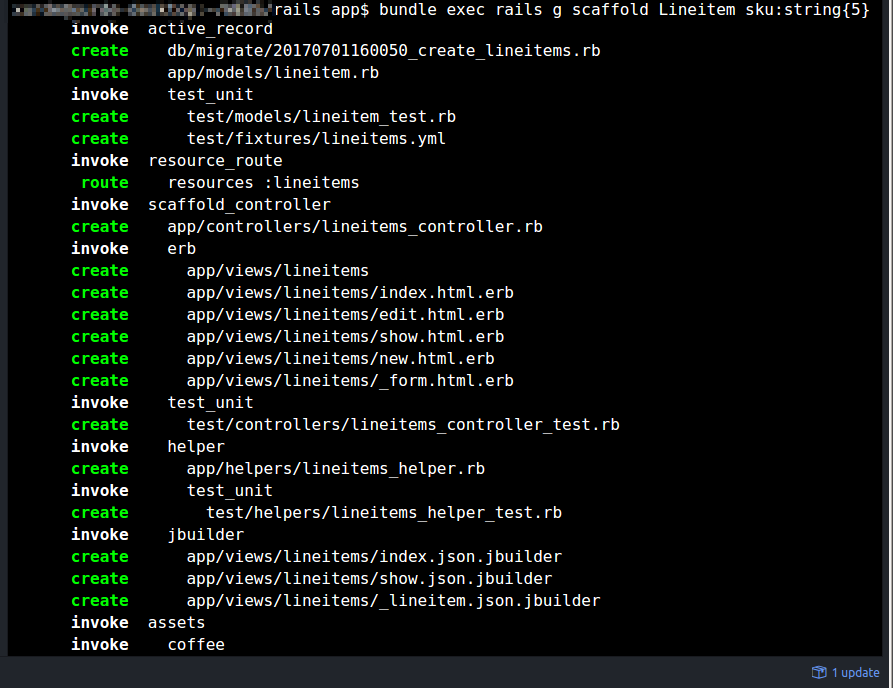 rails app$ bundle exec rails g scaffold Lineitem sku:string{5}
invoke active_record
create db/migrate/20170701160050_create_lineitems.rb
create app/models/lineitem.rb
invoke test_unit
create test/models/lineitem_test.rb
create test/fixtures/lineitems.yml
invoke resource_route
route resources :lineitems
invoke scaffold_controller
create app/controllers/lineitems_controller.rb
invoke erb
create app/views/lineitems
create app/views/lineitems/index.html.erb
create app/views/lineitems/edit.html.erb
create app/views/lineitems/show.html.erb
create app/views/lineitems/new.html.erb
create app/views/lineitems/_form.html.erb
invoke test_unit
create test/controllers/lineitems_controller_test.rb
invoke helper
create app/helpers/lineitems_helper.rb
invoke test_unit
create test/helpers/lineitems_helper_test.rb
invoke jbuilder
create app/views/lineitems/index.json.jbuilder
create app/views/lineitems/show.json.jbuilder
create app/views/lineitems/_lineitem.json.jbuilder
invoke assets
invoke coffee
1 update